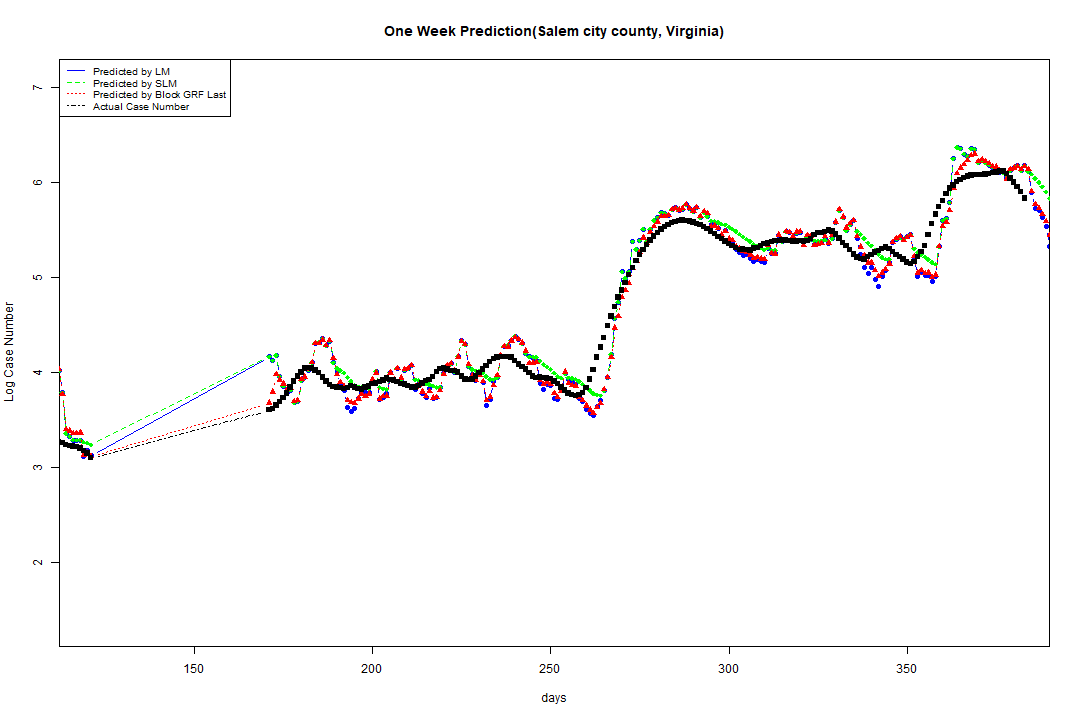 One Week Prediction(Salem city county, Virginia)
Predicted by LM
Predicted by SLM
Predicted by Block GRF Last
Actual Case Number
Log Case Number
7
6
5
4
3
2
150
200
250
300
350
days